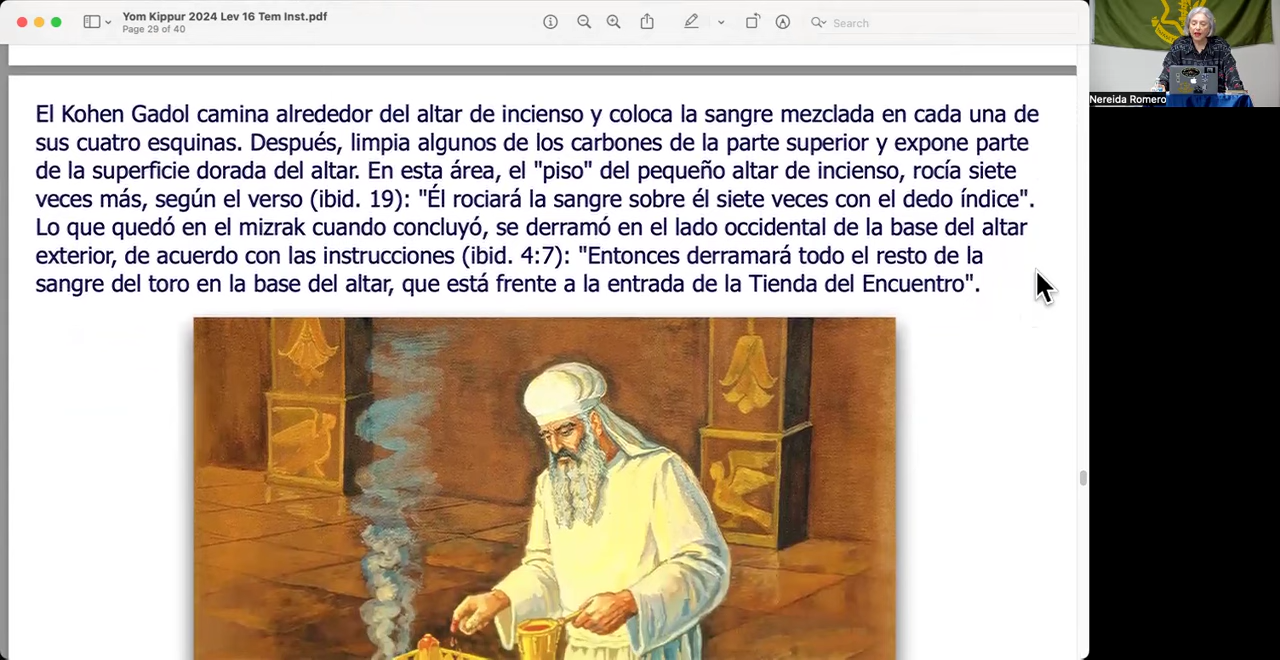 Yom Kippur 2024 Lev 16 Tem Inst.pdf
Page 29 of 40
Search
El Kohen Gadol camina alrededor del altar de incienso y coloca la sangre mezclada en cada una de
sus cuatro esquinas. Después, limpia algunos de los carbones de la parte superior y expone parte
de la superficie dorada del altar. En esta área, el "piso" del pequeño altar de incienso, rocía siete
veces más, según el verso (ibid. 19): "Él rociará la sangre sobre él siete veces con el dedo índice".
Lo que quedó en el mizrak cuando concluyó, se derramó en el lado occidental de la base del altar
exterior, de acuerdo con las instrucciones (ibid. 4:7): "Entonces derramará todo el resto de la
sangre del toro en la base del altar, que está frente a la entrada de la Tienda del Encuentro".
Nereida Romero